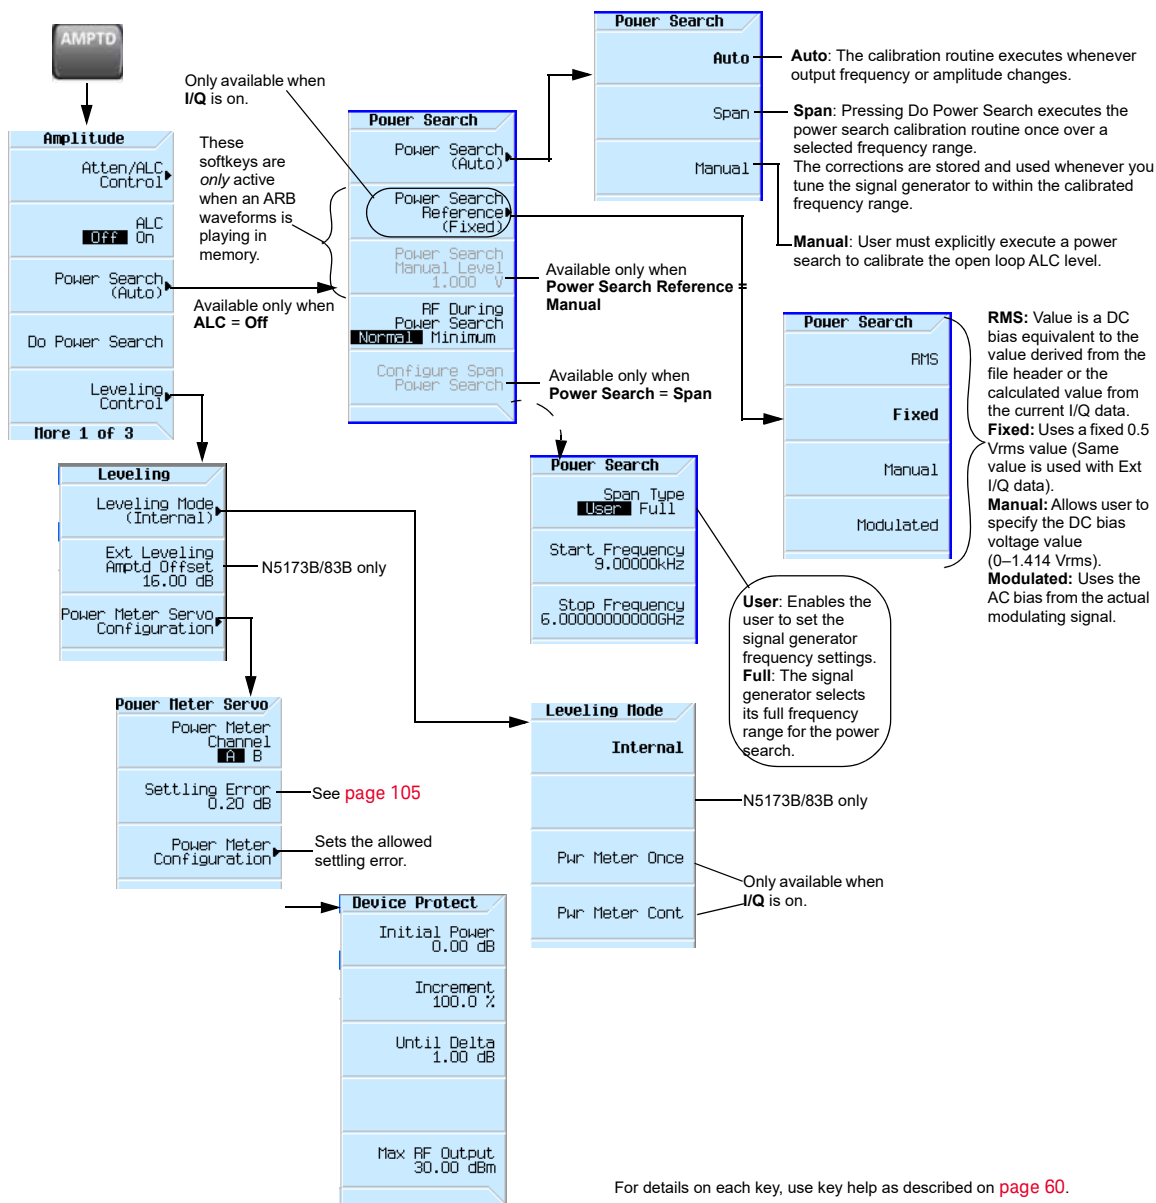 AMPTD
Amplitude
Atten/ALC
Control
ALC
Off On
Power Search
(Auto)
Do Power Search
Leveling
Control
More 1 of 3
Only available when
I/Q is on.
These
softkeys are
only active
when an ARB
waveforms is
playing in
memory.
Available only when
ALC = Off
Power Search
Power Search
(Auto)
Power Search
Reference
(Fixed)
Power Search
Manual Level
1.000 V
RF During
Power Search
Normal Minimum
Configure Span
Power Search
Available only when
Power Search Reference =
Manual
Available only when
Power Search = Span
Power Search
Auto
Span
Manual
Auto: The calibration routine executes whenever
output frequency or amplitude changes.
Span: Pressing Do Power Search executes the
power search calibration routine once over a
selected frequency range.
The corrections are stored and used whenever you
tune the signal generator to within the calibrated
frequency range.
Manual: User must explicitly execute a power
search to calibrate the open loop ALC level.
Power Search
RMS
Fixed
Manual
Modulated
RMS: Value is a DC
bias equivalent to the
value derived from the
file header or the
calculated value from
the current I/Q data.
Fixed: Uses a fixed 0.5
Vrms value (Same
value is used with Ext
I/Q data).
Manual: Allows user to
specify the DC bias
voltage value
(0–1.414 Vrms).
Modulated: Uses the
AC bias from the actual
modulating signal.
Leveling
Leveling Mode
(Internal)
Ext Leveling
Amptd Offset
16.00 dB
Power Meter Servo
Configuration
N5173B/83B only
Power Search
Span Type
User Full
Start Frequency
9.00000kHz
Stop Frequency
6.00000000000GHz
User: Enables the
user to set the
signal generator
frequency settings.
Full: The signal
generator selects
its full frequency
range for the power
search.
Power Meter Servo
Power Meter
Channel
A B
Settling Error
0.20 dB
Power Meter
Configuration
See page 105
Sets the allowed
settling error.
Leveling Mode
Internal
Pwr Meter Once
Pwr Meter Cont
N5173B/83B only
Only available when
I/Q is on.
Device Protect
Initial Power
0.00 dB
Increment
100.0 %
Until Delta
1.00 dB
Max RF Output
30.00 dBm
For details on each key, use key help as described on page 60.